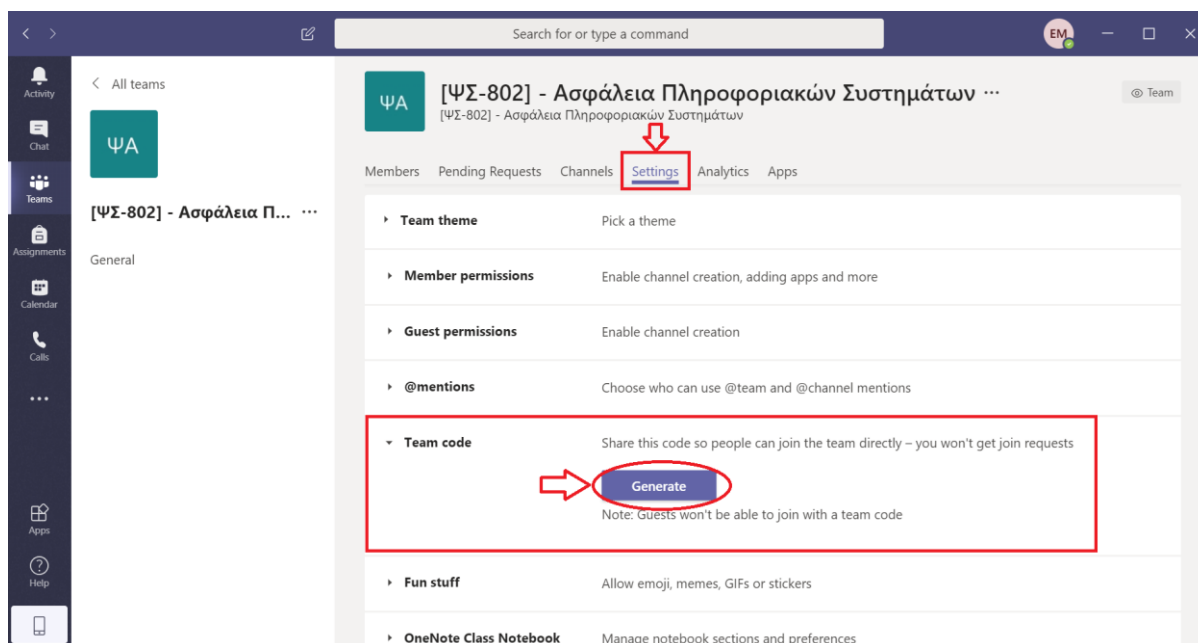 Search for or type a command
EM
Activity
Chat
Teams
Assignments
Calendar
Calls
Apps
Help
All teams
ΨΑ
[ΨΣ-802] - Ασφάλεια Π... ···
General
ΨΑ
[ΨΣ-802] - Ασφάλεια Πληροφοριακών Συστημάτων ···
[ΨΣ-802] - Ασφάλεια Πληροφοριακών Συστημάτων
Team
Members Pending Requests Channels Settings Analytics Apps
Team theme Pick a theme
Member permissions Enable channel creation, adding apps and more
Guest permissions Enable channel creation
@mentions Choose who can use @team and @channel mentions
Team code Share this code so people can join the team directly – you won't get join requests
Generate
Note: Guests won't be able to join with a team code
Fun stuff Allow emoji, memes, GIFs or stickers
OneNote Class Notebook Manage notebook sections and preferences